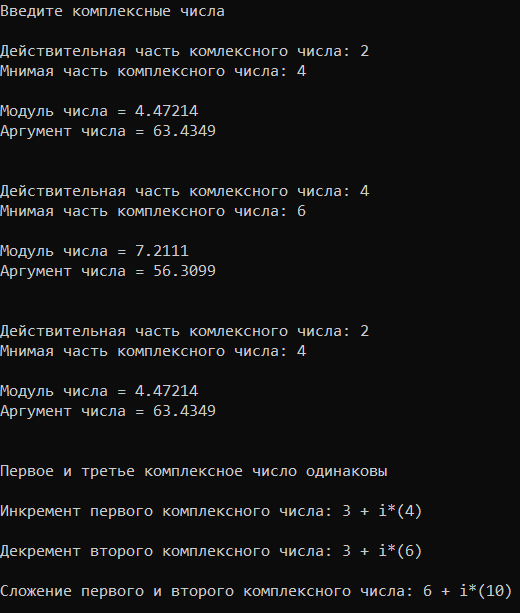 Введите комплексные числа
Действительная часть комлексного числа: 2
Мнимая часть комплексного числа: 4
Модуль числа = 4.47214
Аргумент числа = 63.4349
Действительная часть комлексного числа: 4
Мнимая часть комплексного числа: 6
Модуль числа = 7.2111
Аргумент числа = 56.3099
Действительная часть комлексного числа: 2
Мнимая часть комплексного числа: 4
Модуль числа = 4.47214
Аргумент числа = 63.4349
Первое и третье комплексное число одинаковы
Инкремент первого комплексного числа: 3 + i*(4)
Декремент второго комплексного числа: 3 + i*(6)
Сложение первого и второго комплексного числа: 6 + i*(10)